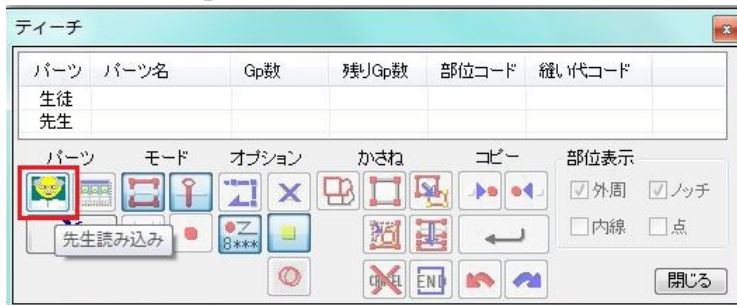 ティーチ
パーツ パーツ名 Gp数 残りGp数 部位コード 縫い代コード
生徒
先生
パーツ モード オプション かさね コピー 部位表示
外周 ノッチ
先生読み込み
8***
内線 点
CANCEL END
閉じる